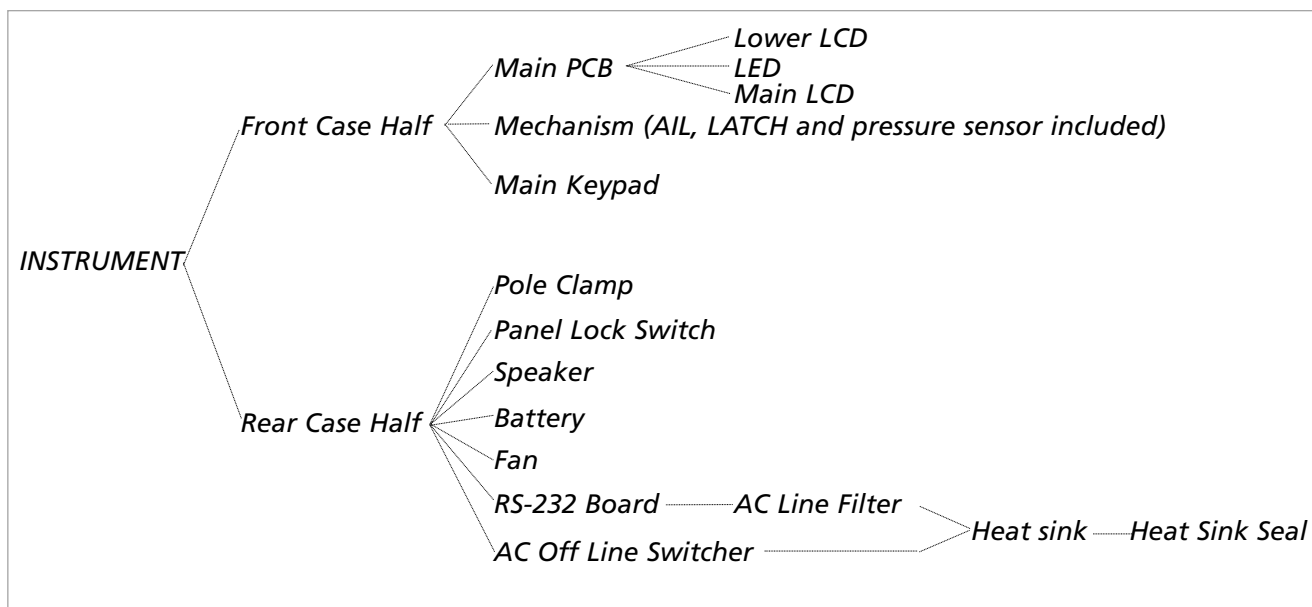 Lower LCD
Main PCB
LED
Main LCD
Front Case Half
Mechanism (AIL, LATCH and pressure sensor included)
Main Keypad
INSTRUMENT
Pole Clamp
Panel Lock Switch
Speaker
Rear Case Half
Battery
Fan
RS-232 Board
AC Line Filter
Heat sink
Heat Sink Seal
AC Off Line Switcher